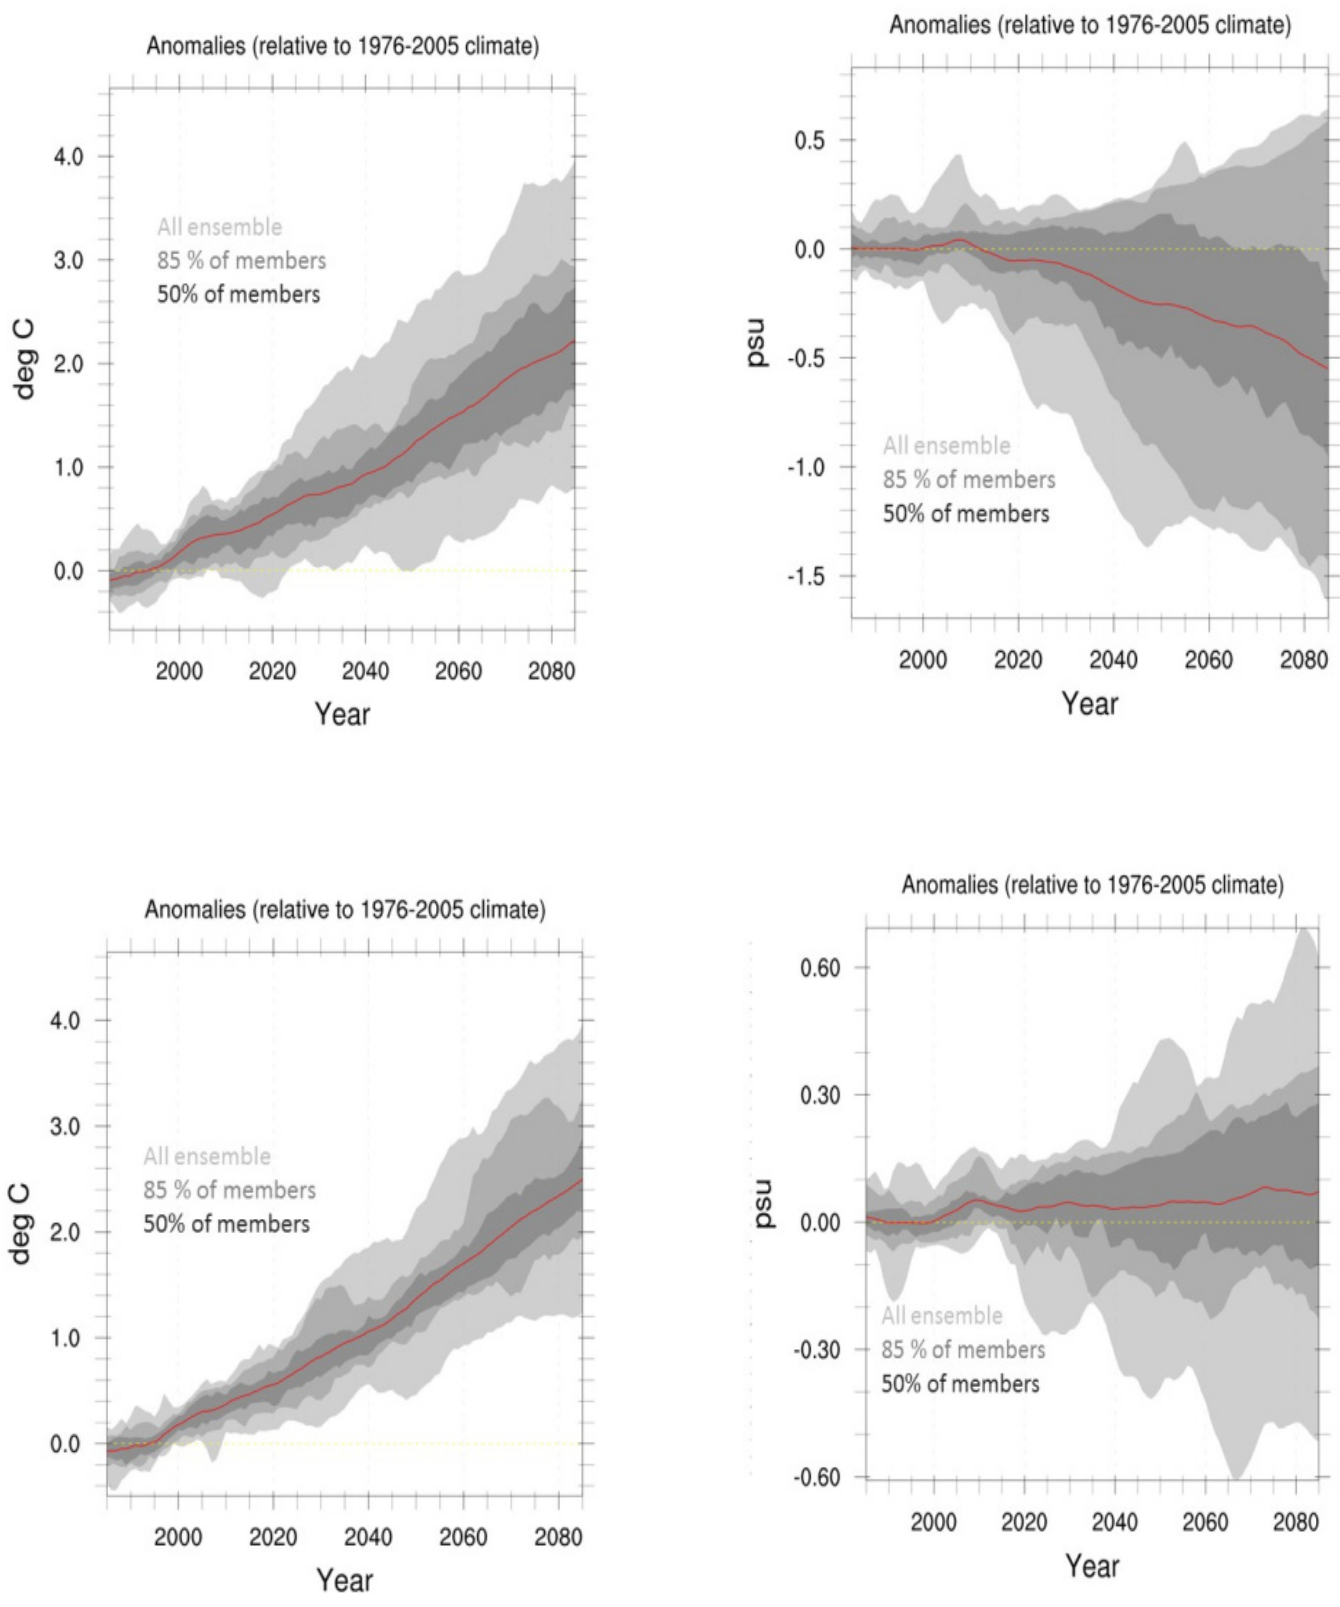 Anomalies (relative to 1976-2005 climate)
4.0
3.0
2.0
1.0
0.0
deg C
All ensemble
85 % of members
50% of members
2000 2020 2040 2060 2080
Year
Anomalies (relative to 1976-2005 climate)
0.5
0.0
-0.5
-1.0
-1.5
psu
All ensemble
85 % of members
50% of members
2000 2020 2040 2060 2080
Year
Anomalies (relative to 1976-2005 climate)
4.0
3.0
2.0
1.0
0.0
deg C
All ensemble
85 % of members
50% of members
2000 2020 2040 2060 2080
Year
Anomalies (relative to 1976-2005 climate)
0.60
0.30
0.00
-0.30
-0.60
psu
All ensemble
85 % of members
50% of members
2000 2020 2040 2060 2080
Year